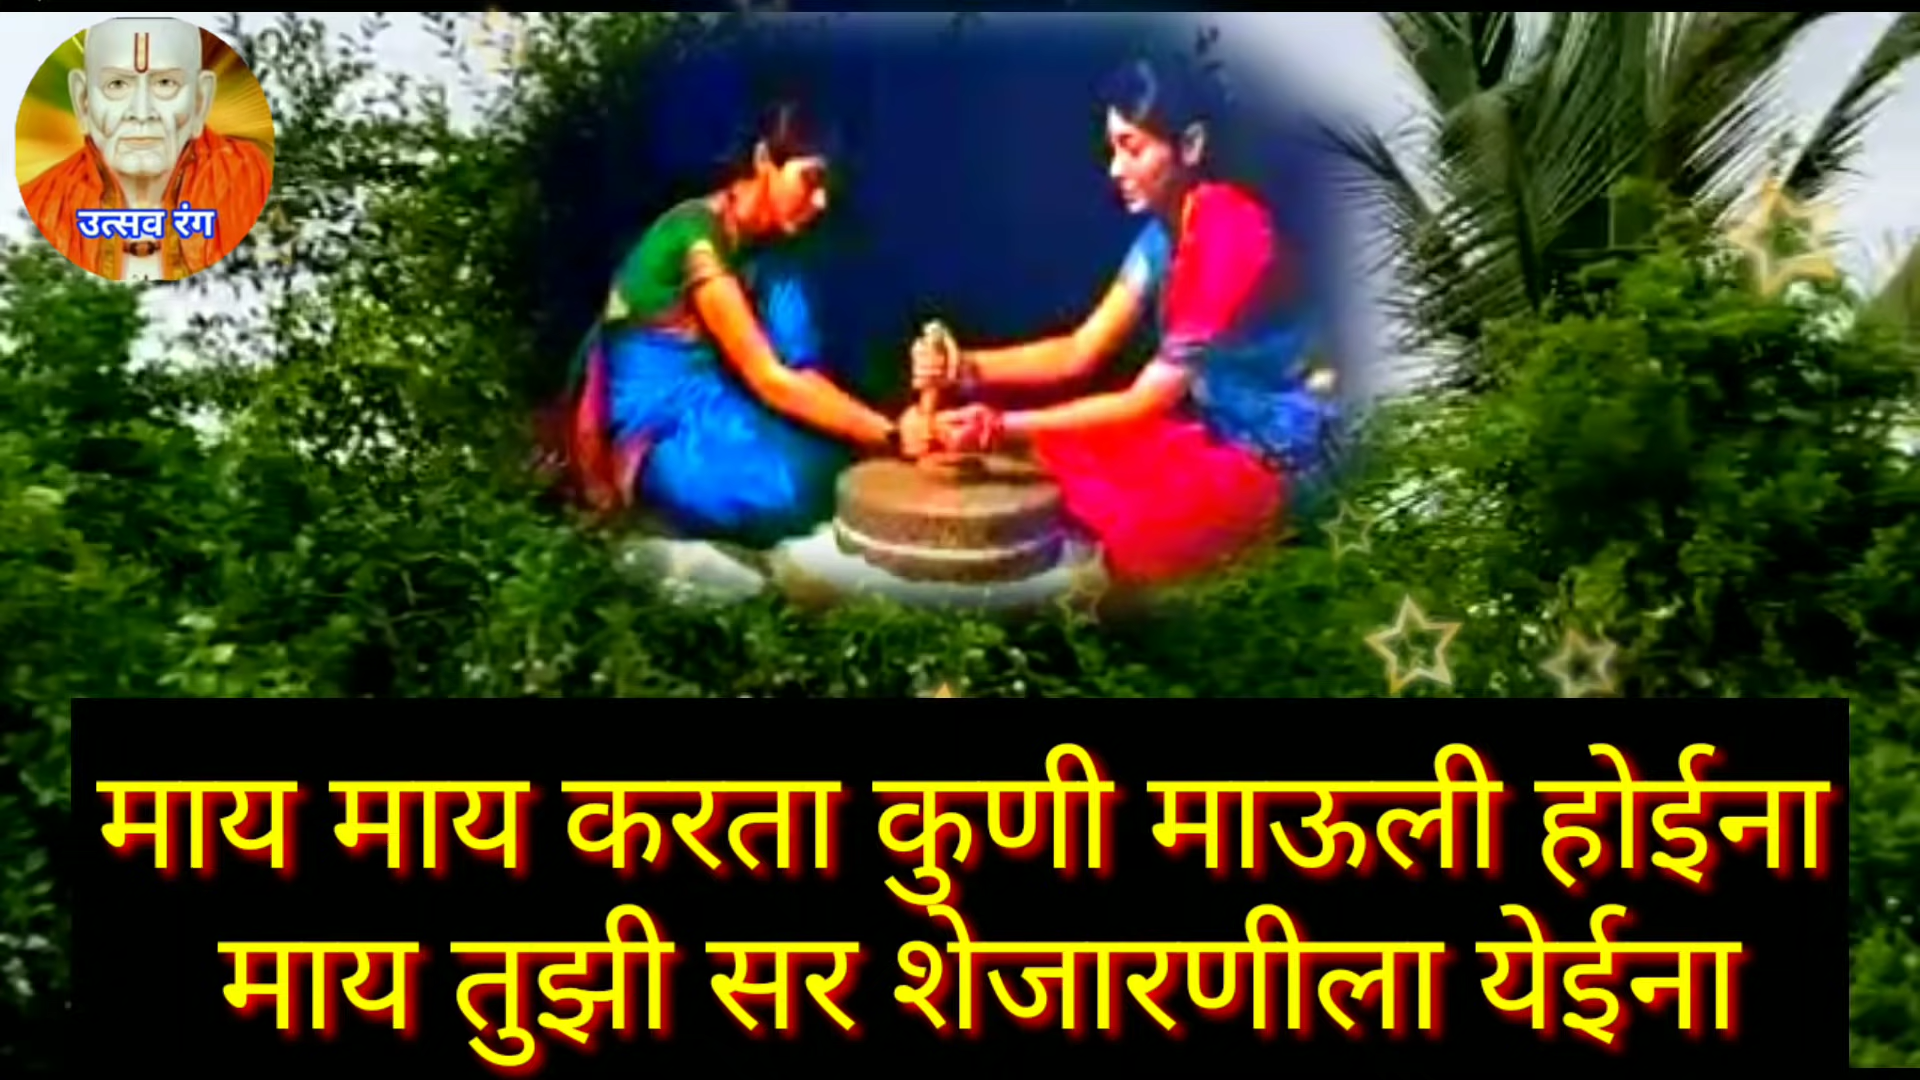 उत्सव रंग
माय माय करता कुणी माऊली होईना
माय तुझी सर शेजारणीला येईना